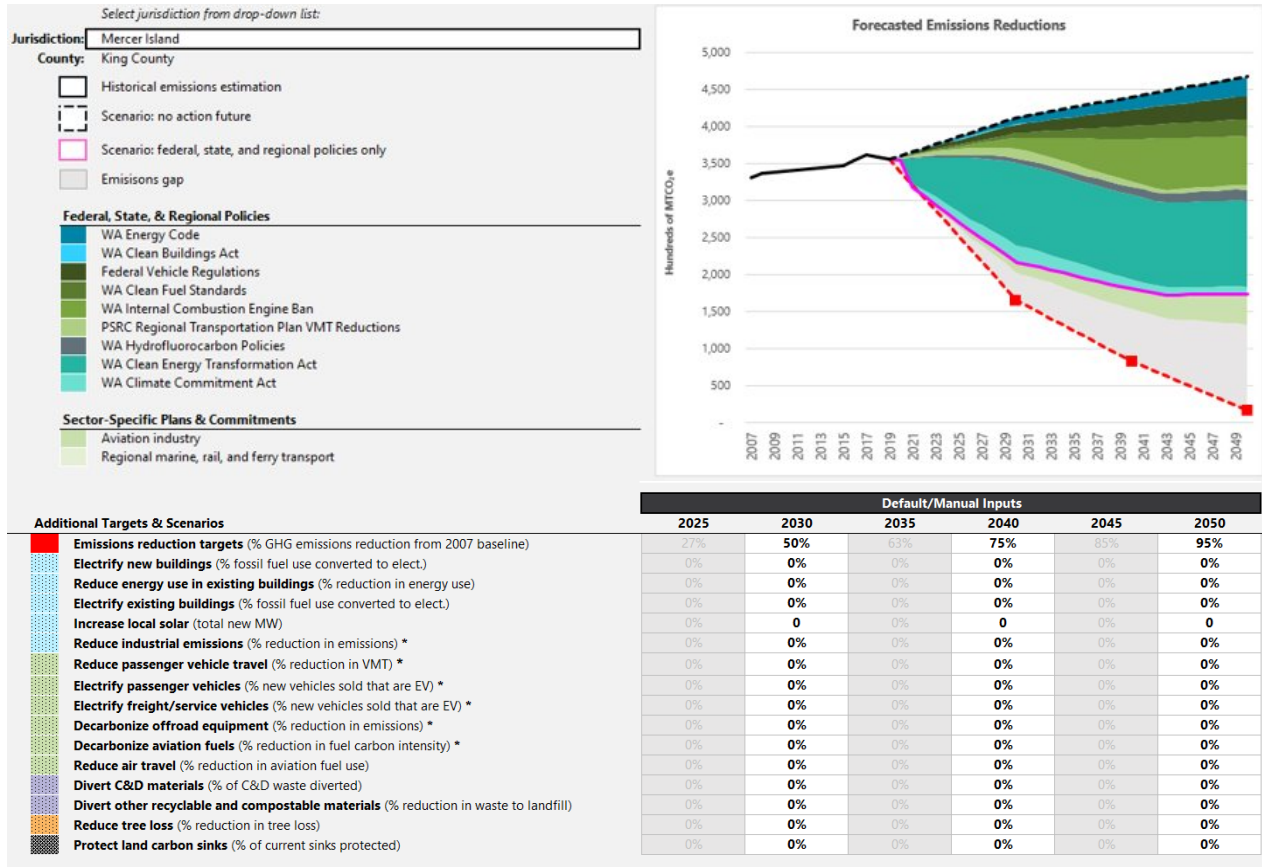 Select jurisdiction from drop-down list:
Jurisdiction: Mercer Island
County: King County
Historical emissions estimation
Scenario: no action future
Scenario: federal, state, and regional policies only
Emisisons gap
Federal, State, & Regional Policies
WA Energy Code
WA Clean Buildings Act
Federal Vehicle Regulations
WA Clean Fuel Standards
WA Internal Combustion Engine Ban
PSRC Regional Transportation Plan VMT Reductions
WA Hydrofluorocarbon Policies
WA Clean Energy Transformation Act
WA Climate Commitment Act
Sector-Specific Plans & Commitments
Aviation industry
Regional marine, rail, and ferry transport
Forecasted Emissions Reductions
Hundreds of MTCO₂e
5,000
4,500
4,000
3,500
3,000
2,500
2,000
1,500
1,000
500
-
2007 2009 2011 2013 2015 2017 2019 2021 2023 2025 2027 2029 2031 2033 2035 2037 2039 2041 2043 2045 2047 2049
Default/Manual Inputs
Additional Targets & Scenarios 2025 2030 2035 2040 2045 2050
Emissions reduction targets (% GHG emissions reduction from 2007 baseline) 27% 50% 63% 75% 85% 95%
Electrify new buildings (% fossil fuel use converted to elect.) 0% 0% 0% 0% 0% 0%
Reduce energy use in existing buildings (% reduction in energy use) 0% 0% 0% 0% 0% 0%
Electrify existing buildings (% fossil fuel use converted to elect.) 0% 0% 0% 0% 0% 0%
Increase local solar (total new MW) 0% 0 0% 0 0% 0
Reduce industrial emissions (% reduction in emissions) * 0% 0% 0% 0% 0% 0%
Reduce passenger vehicle travel (% reduction in VMT) * 0% 0% 0% 0% 0% 0%
Electrify passenger vehicles (% new vehicles sold that are EV) * 0% 0% 0% 0% 0% 0%
Electrify freight/service vehicles (% new vehicles sold that are EV) * 0% 0% 0% 0% 0% 0%
Decarbonize offroad equipment (% reduction in emissions) * 0% 0% 0% 0% 0% 0%
Decarbonize aviation fuels (% reduction in fuel carbon intensity) * 0% 0% 0% 0% 0% 0%
Reduce air travel (% reduction in aviation fuel use) 0% 0% 0% 0% 0% 0%
Divert C&D materials (% of C&D waste diverted) 0% 0% 0% 0% 0% 0%
Divert other recyclable and compostable materials (% reduction in waste to landfill) 0% 0% 0% 0% 0% 0%
Reduce tree loss (% reduction in tree loss) 0% 0% 0% 0% 0% 0%
Protect land carbon sinks (% of current sinks protected) 0% 0% 0% 0% 0% 0%